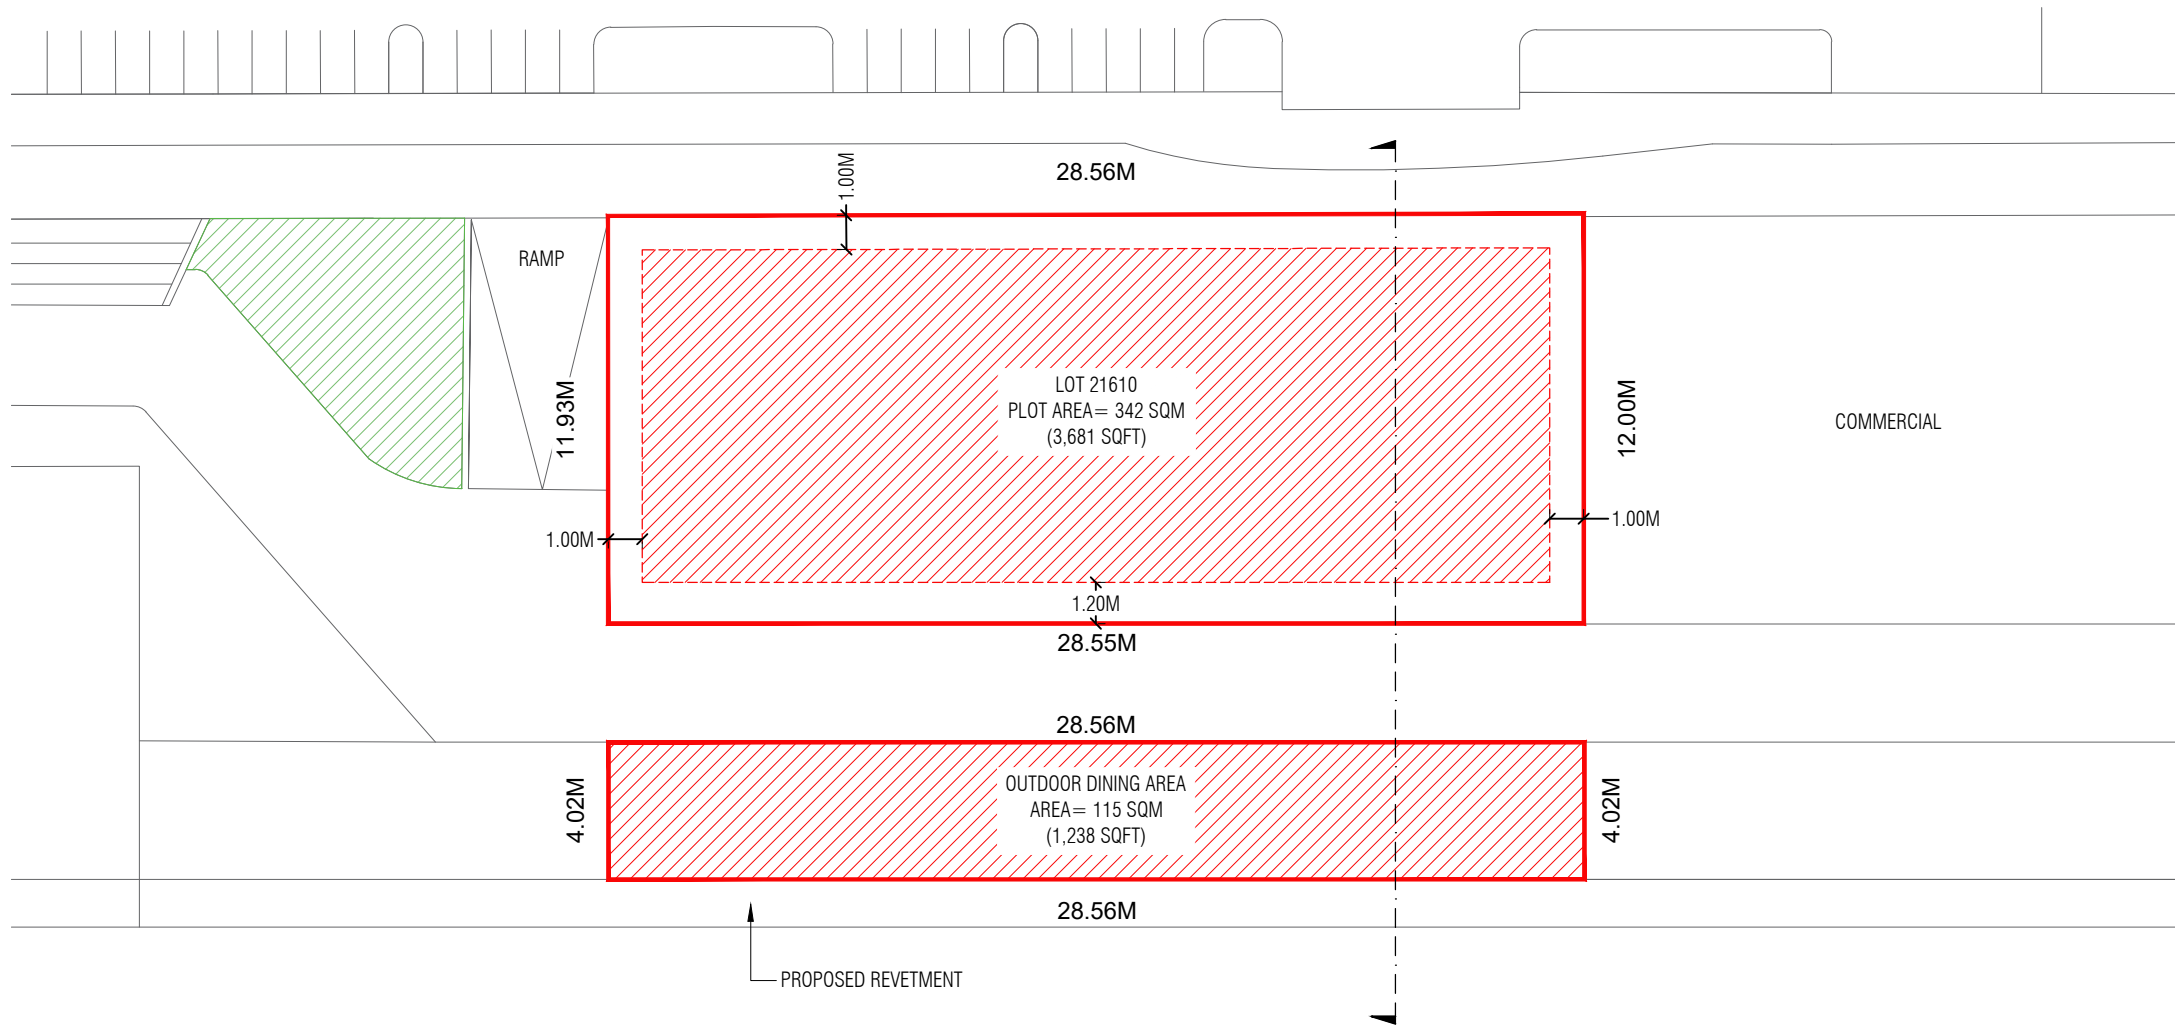 1.00M
28.56M
RAMP
11.93M
LOT 21610
PLOT AREA= 342 SQM
(3,681 SQFT)
12.00M
COMMERCIAL
1.00M
1.00M
1.20M
28.55M
28.56M
4.02M
OUTDOOR DINING AREA
AREA= 115 SQM
(1,238 SQFT)
4.02M
28.56M
PROPOSED REVETMENT